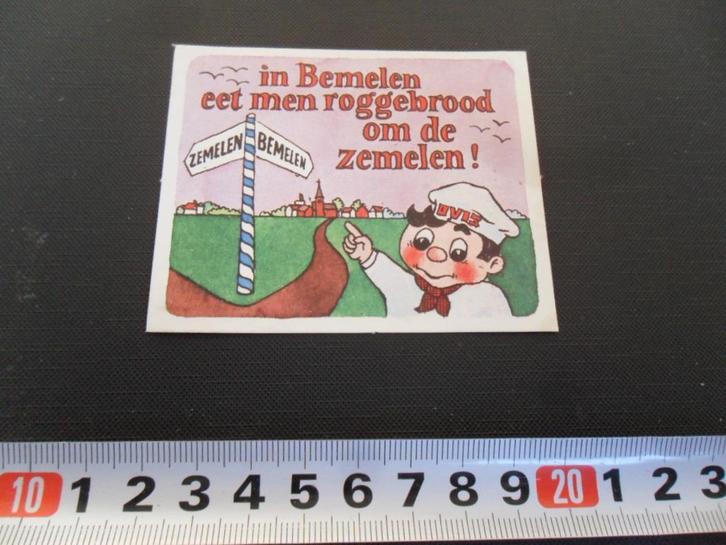 in Bemelen
eet men roggebrood
om de
zemelen!
ZEMELEN
BEMELEN
OVIS
10 1 2 3 4 5 6 7 8 9 20 1 2 3